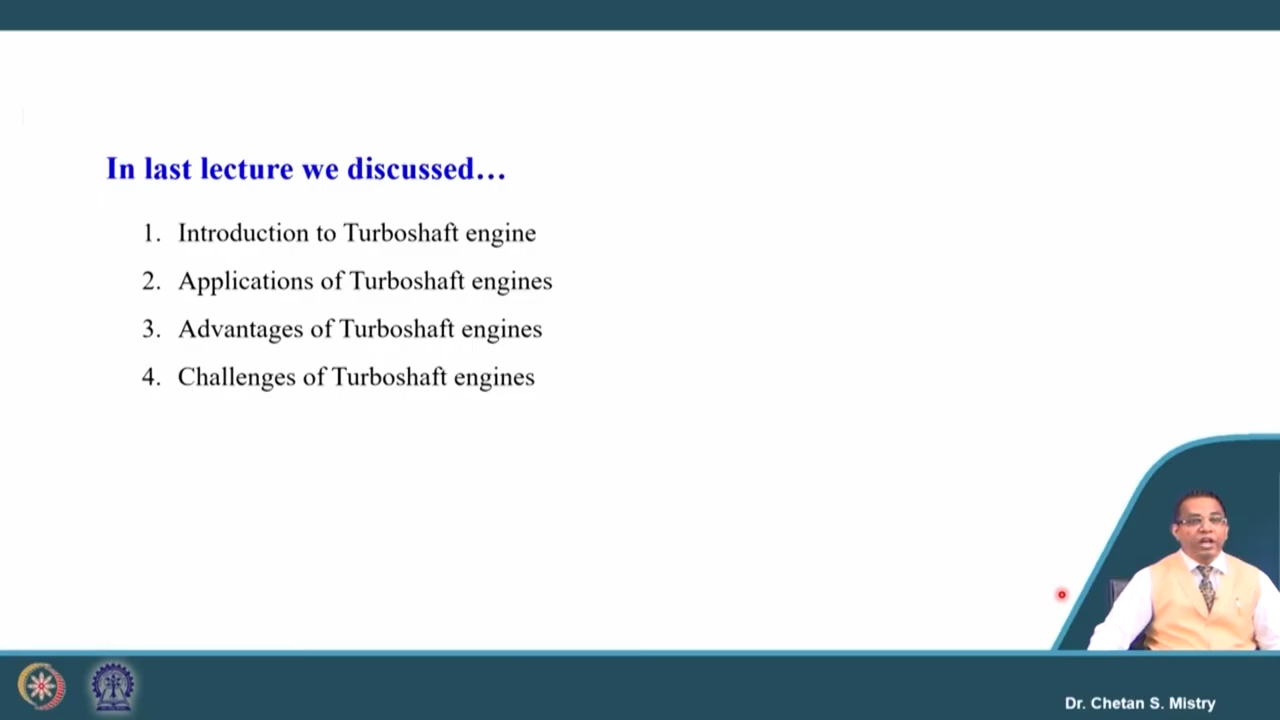 In last lecture we discussed...
1. Introduction to Turboshaft engine
2. Applications of Turboshaft engines
3. Advantages of Turboshaft engines
4. Challenges of Turboshaft engines
Dr. Chetan S. Mistry